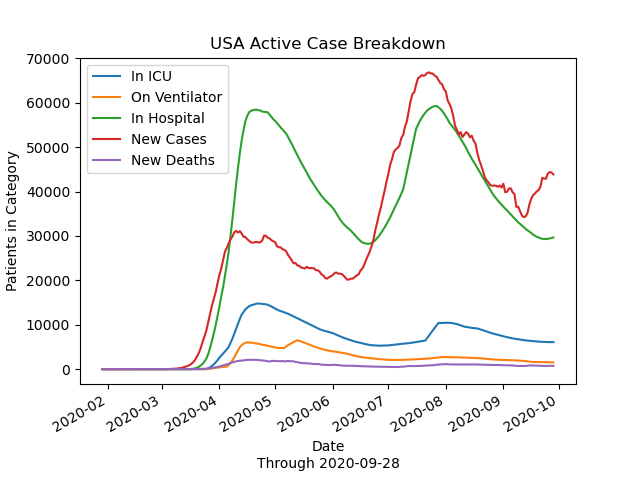 USA Active Case Breakdown
70000
60000
50000
40000
30000
20000
10000
0
Patients in Category
In ICU
On Ventilator
In Hospital
New Cases
New Deaths
2020-02
2020-03
2020-04
2020-05
2020-06
2020-07
2020-08
2020-09
2020-10
Date
Through 2020-09-28